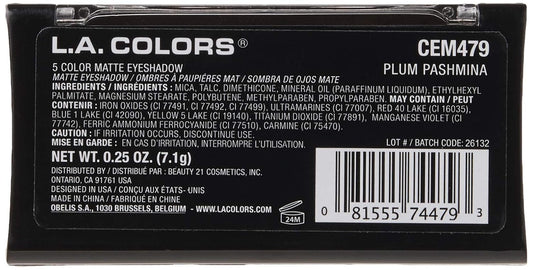 L.A. COLORS®
CEM479
5 COLOR MATTE EYESHADOW
PLUM PASHMINA
MATTE EYESHADOW / OMBRES À PAUPIÈRES MAT / SOMBRA DE OJOS MATE
INGREDIENTS / INGRÉDIENTS / INGREDIENTES: MICA, TALC, DIMETHICONE, MINERAL OIL (PARAFFINUM LIQUIDUM), ETHYLHEXYL
PALMITATE, MAGNESIUM STEARATE, POLYBUTENE, METHYLPARABEN, PROPYLPARABEN. MAY CONTAIN / PEUT
CONTENIR : IRON OXIDES (CI 77491, CI 77492, CI 77499), ULTRAMARINES (CI 77007), RED 40 LAKE (CI 16035),
BLUE 1 LAKE (CI 42090), YELLOW 5 LAKE (CI 19140), TITANIUM DIOXIDE (CI 77891), MANGANESE VIOLET (CI
77742), FERRIC AMMONIUM FERROCYANIDE (CI 77510), CARMINE (CI 75470).
CAUTION: IF IRRITATION OCCURS, DISCONTINUE USE.
MISE EN GARDE: EN CAS D'IRRITATION, INTERROMPRE L'UTILISATION.
LOT # / BATCH CODE: 26132
NET WT. 0.25 OZ. (7.1g)
DISTRIBUTED BY / DISTRIBUÉ PAR : BEAUTY 21 COSMETICS, INC.
ONTARIO, CA 91761 USA
DESIGNED IN USA / DESSIN AUX ETATS-UNIS
MADE IN CHINA / FABRIQUÉ EN CHINE
OBELIS S.A., 1030 BRUSSELS, BELGIUM
WWW.LACOLORS.COM
24M
0 81555 74479 3